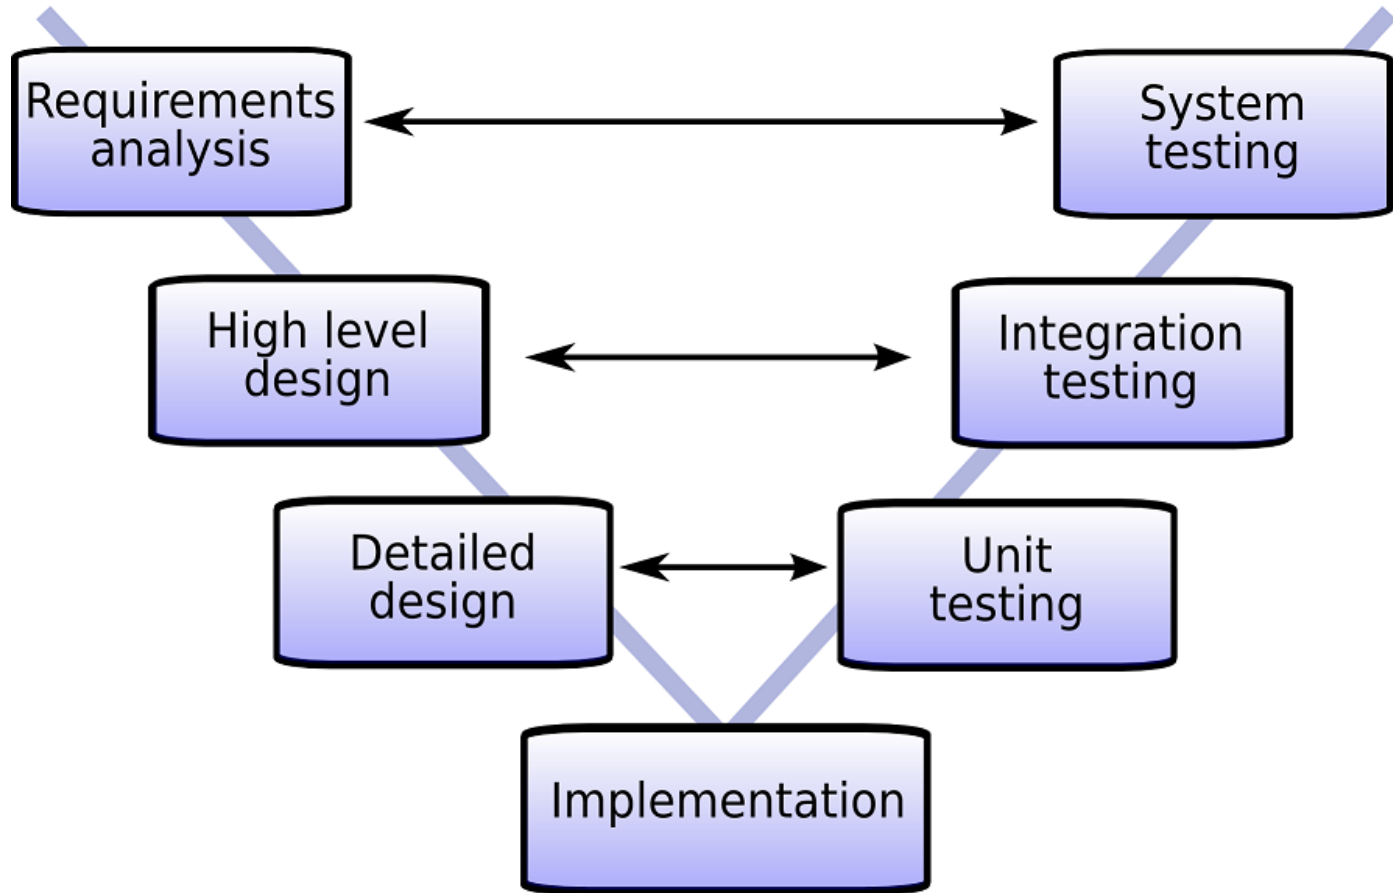 Requirements
analysis
System
testing
High level
design
Integration
testing
Detailed
design
Unit
testing
Implementation